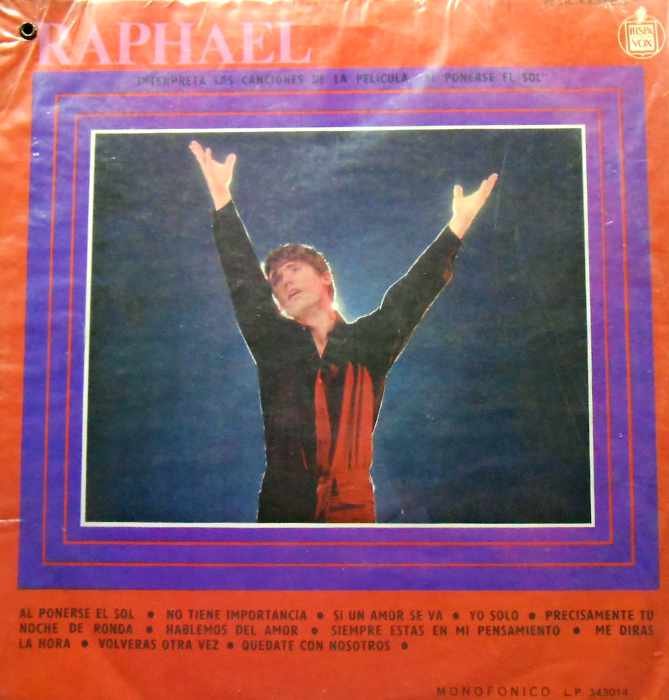 RAPHAEL
HISPA
VOX
INTERPRETA LAS CANCIONES DE LA PELICULA "AL PONERSE EL SOL"
AL PONERSE EL SOL • NO TIENE IMPORTANCIA • SI UN AMOR SE VA • YO SOLO • PRECISAMENTE TU
NOCHE DE RONDA • HABLEMOS DEL AMOR • SIEMPRE ESTAS EN MI PENSAMIENTO • ME DIRAS
LA HORA • VOLVERAS OTRA VEZ • QUEDATE CON NOSOTROS •
MONOFONICO L.P. 343014